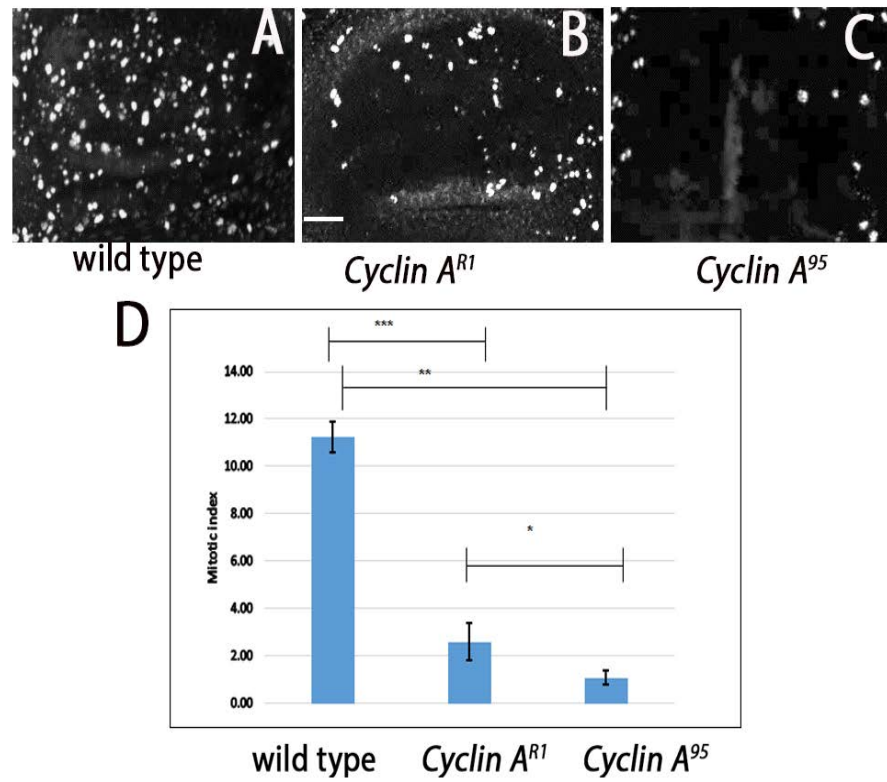 A
B
C
wild type
Cyclin A^R1
Cyclin A^95
D
***
**
*
14.00
12.00
10.00
8.00
6.00
4.00
2.00
0.00
Mitotic index
wild type
Cyclin A^R1
Cyclin A^95